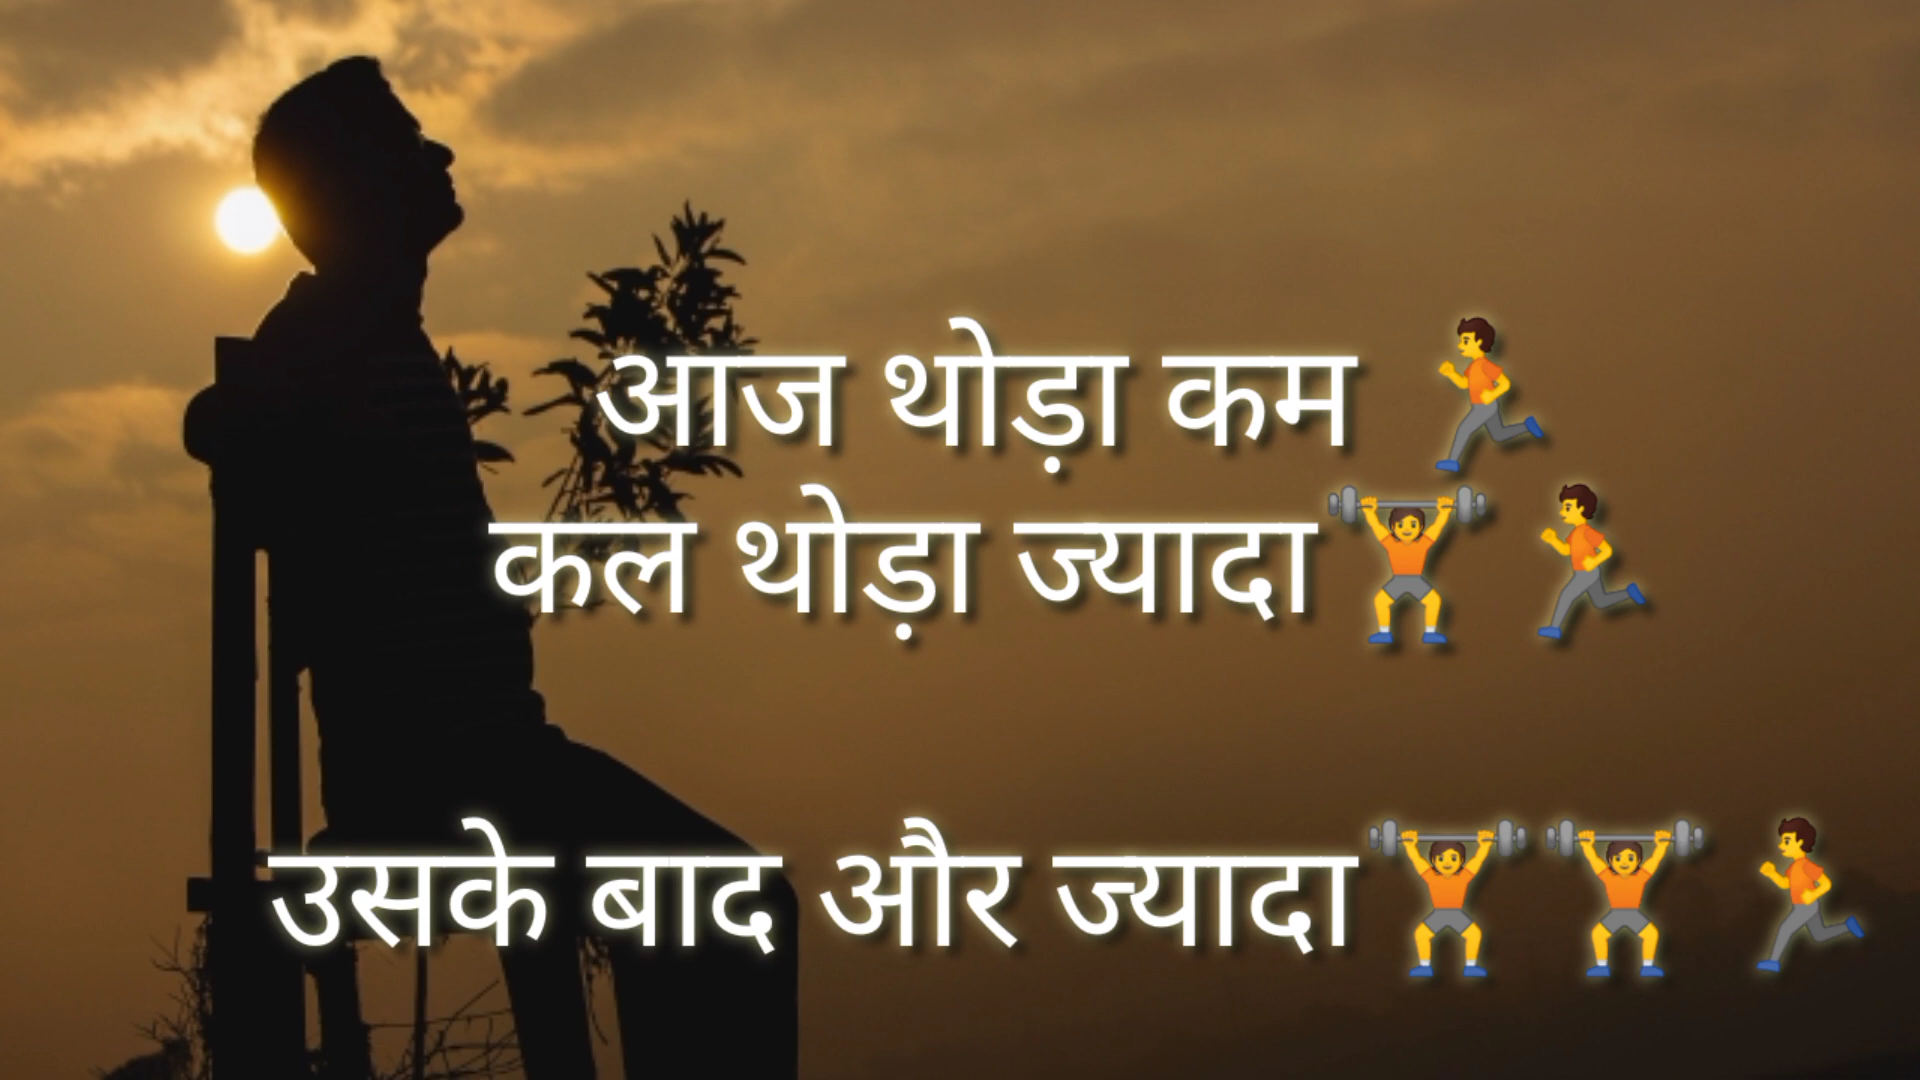 आज थोड़ा कम 🏃
कल थोड़ा ज्यादा🏋 🏃
उसके बाद और ज्यादा🏋🏋 🏃